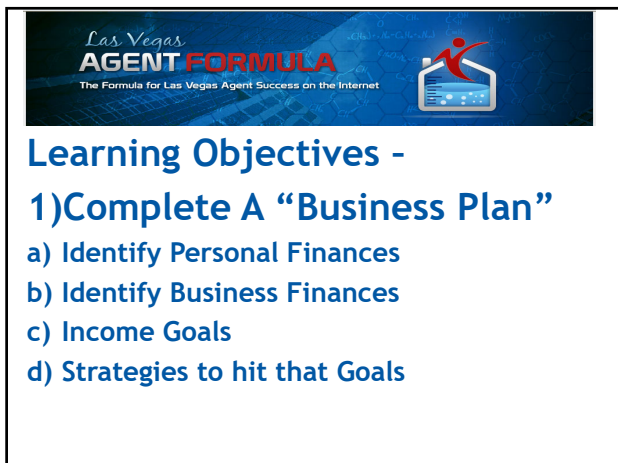 Las Vegas
AGENT FORMULA
The Formula for Las Vegas Agent Success on the Internet
Learning Objectives –
1)Complete A “Business Plan”
a) Identify Personal Finances
b) Identify Business Finances
c) Income Goals
d) Strategies to hit that Goals